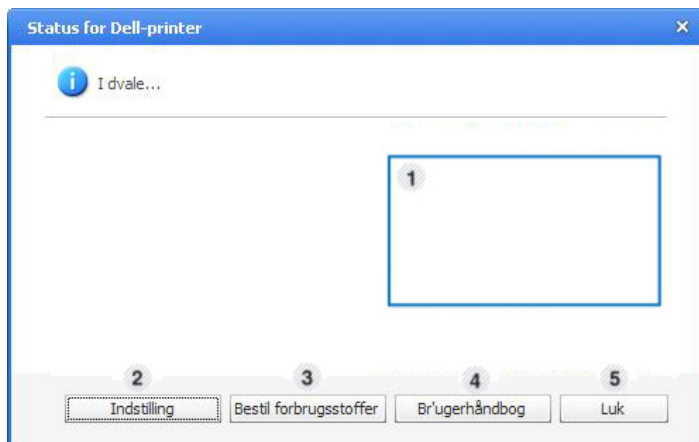 Status for Dell-printer
I dvale...
1
2 3 4 5
Indstilling Bestil forbrugsstoffer Br'ugerhåndbog Luk